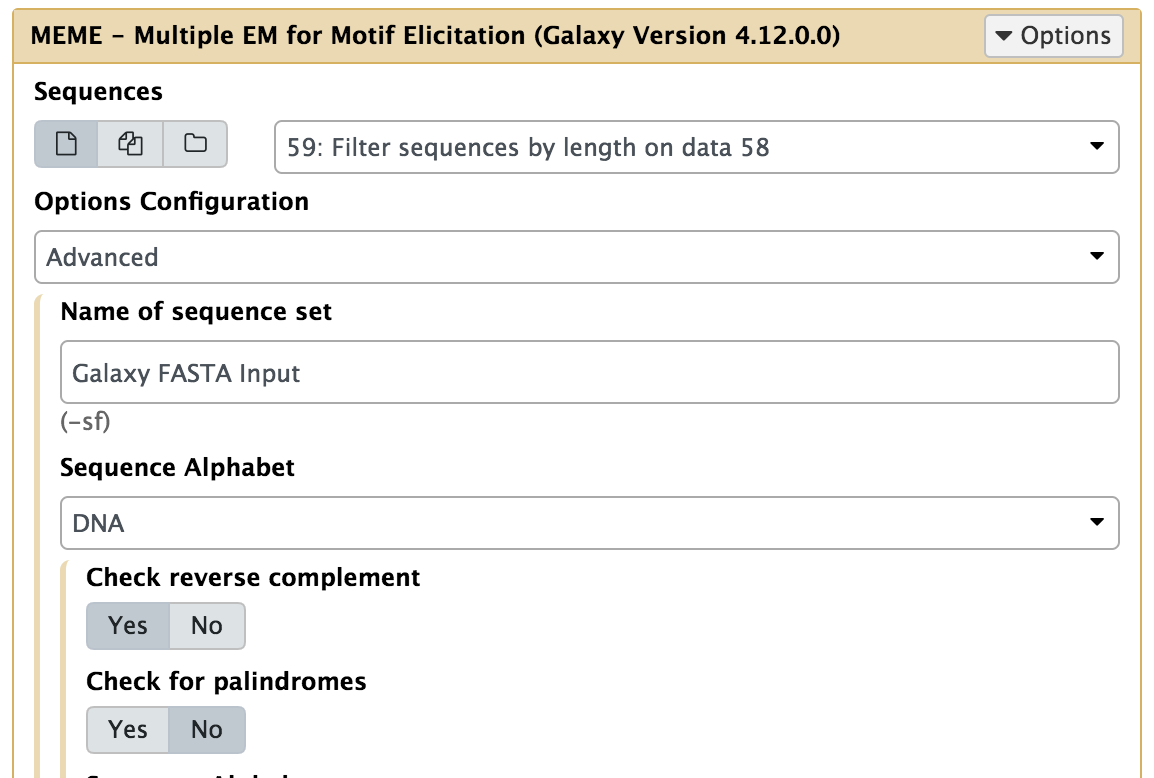 MEME – Multiple EM for Motif Elicitation (Galaxy Version 4.12.0.0)
Options
Sequences
59: Filter sequences by length on data 58
Options Configuration
Advanced
Name of sequence set
Galaxy FASTA Input
(-sf)
Sequence Alphabet
DNA
Check reverse complement
Yes No
Check for palindromes
Yes No